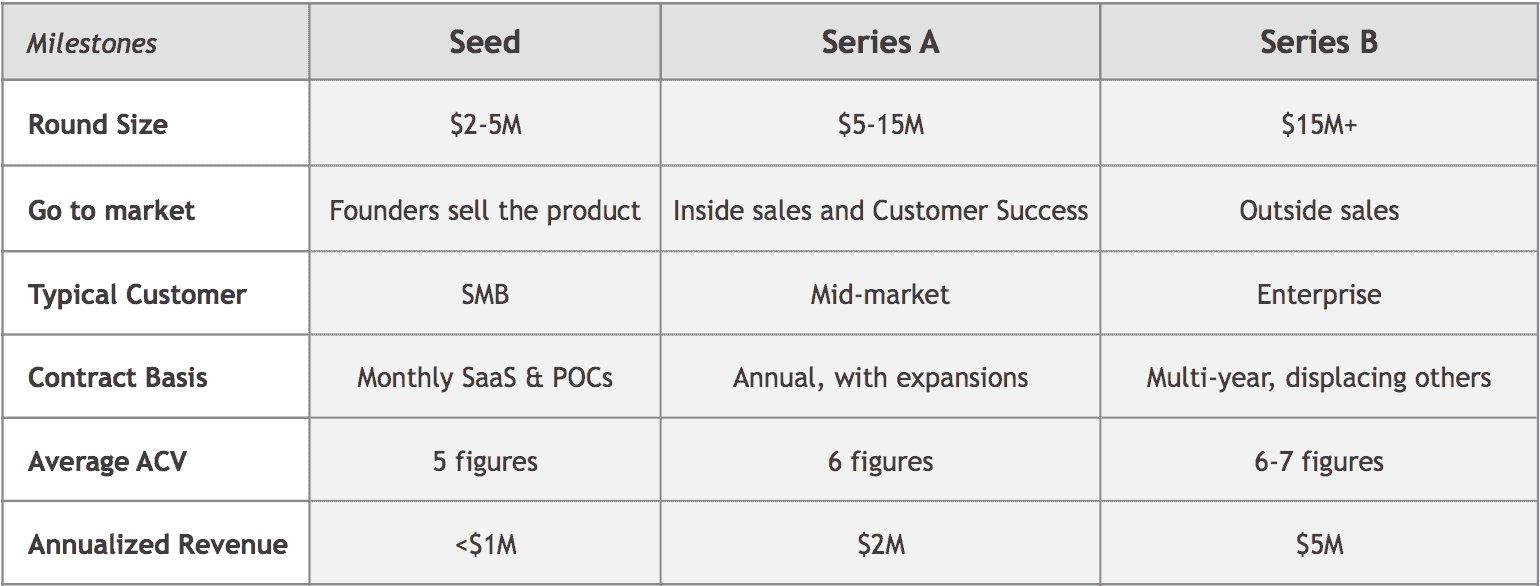 Milestones Seed Series A Series B
Round Size $2-5M $5-15M $15M+
Go to market Founders sell the product Inside sales and Customer Success Outside sales
Typical Customer SMB Mid-market Enterprise
Contract Basis Monthly SaaS & POCs Annual, with expansions Multi-year, displacing others
Average ACV 5 figures 6 figures 6-7 figures
Annualized Revenue <$1M $2M $5M